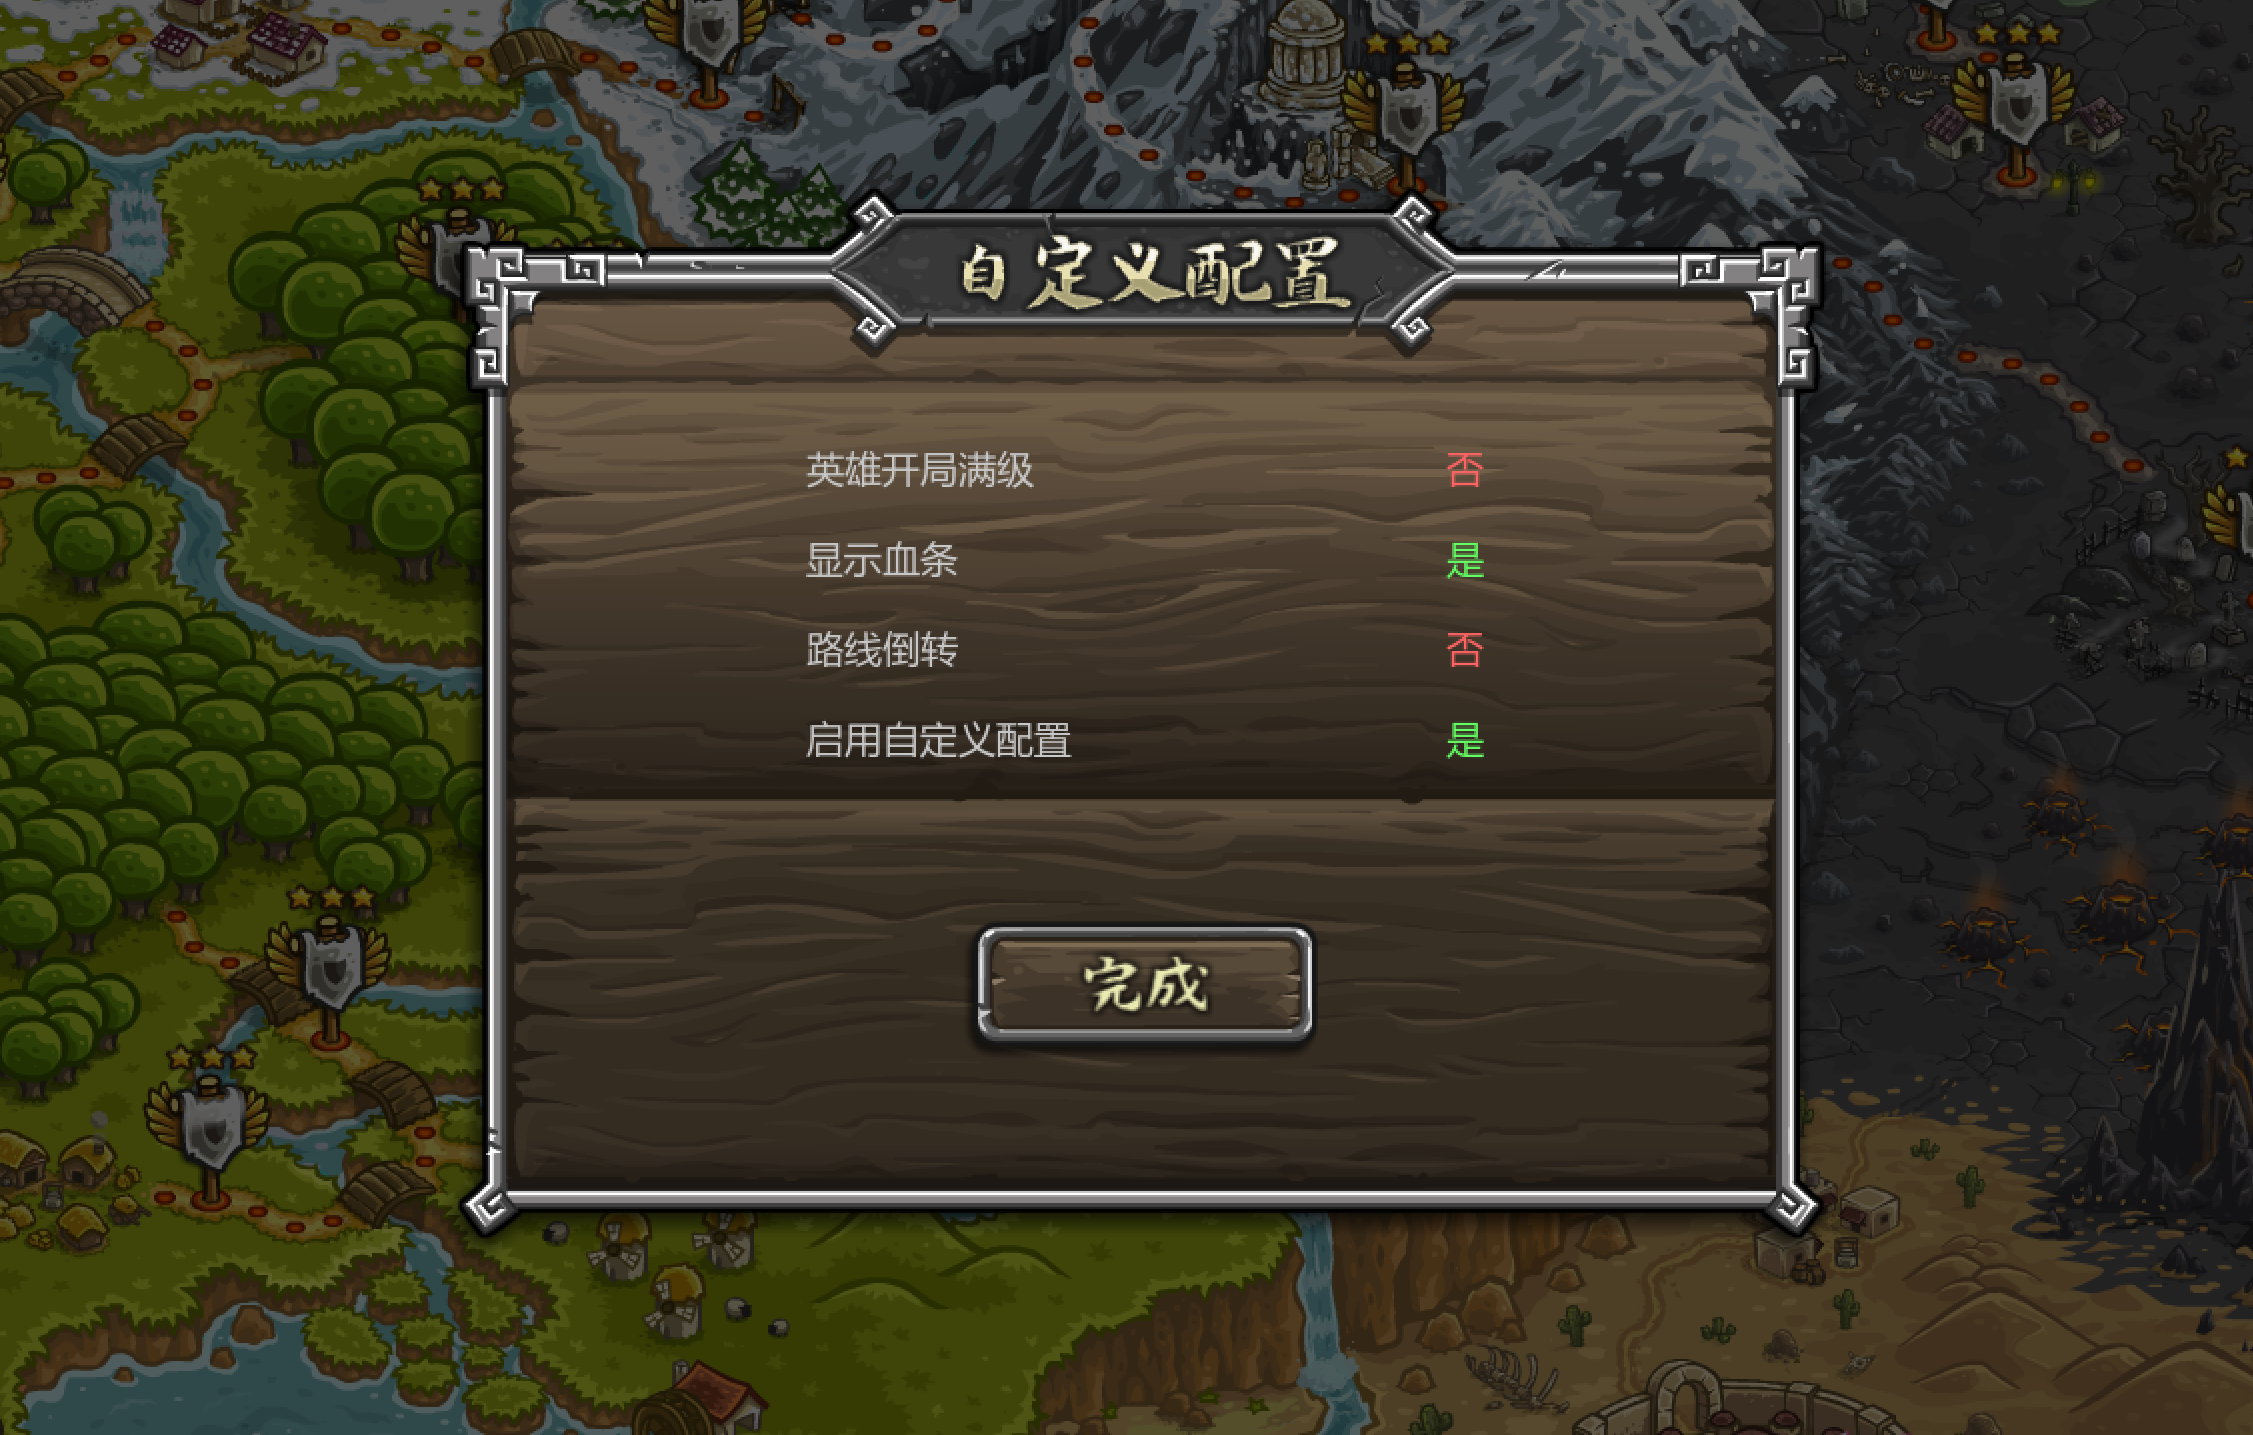 自定义配置
英雄开局满级 否
显示血条 是
路线倒转 否
启用自定义配置 是
完成